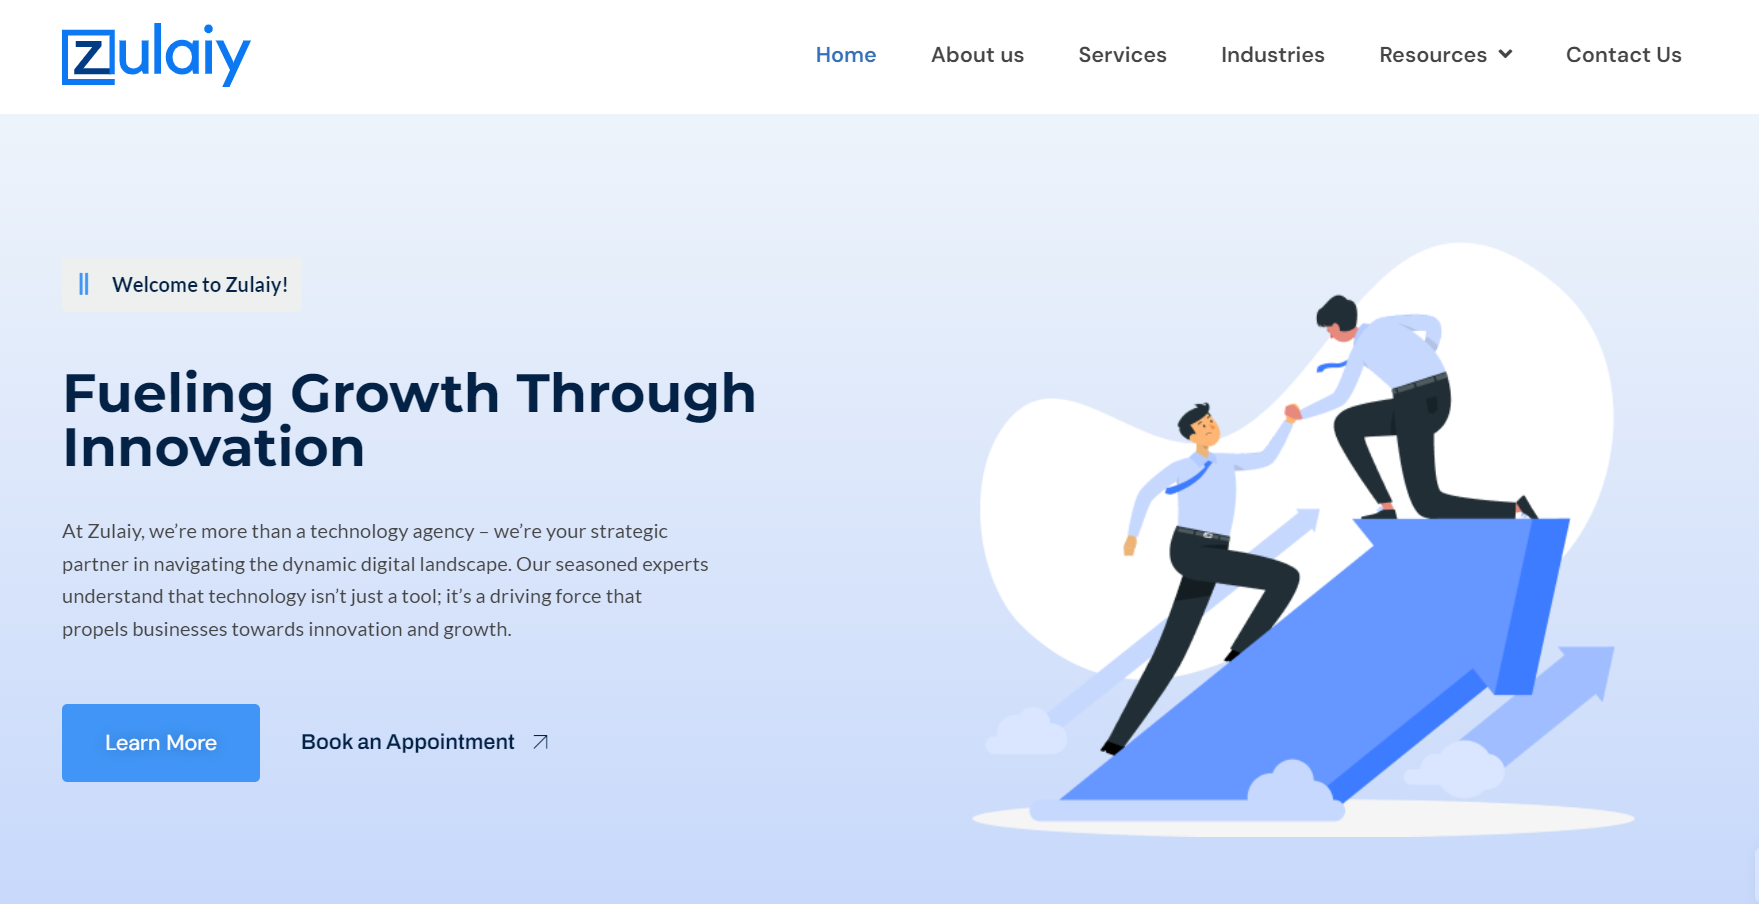 Zulaiy
Home About us Services Industries Resources Contact Us
Welcome to Zulaiy!
Fueling Growth Through
Innovation
At Zulaiy, we’re more than a technology agency – we’re your strategic
partner in navigating the dynamic digital landscape. Our seasoned experts
understand that technology isn’t just a tool; it’s a driving force that
propels businesses towards innovation and growth.
Learn More
Book an Appointment